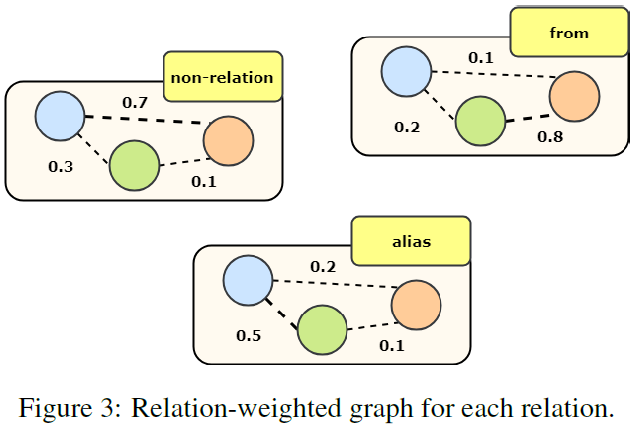 from
0.1
0.2
0.8
non-relation
0.7
0.3
0.1
alias
0.2
0.5
0.1
Figure 3: Relation-weighted graph for each relation.